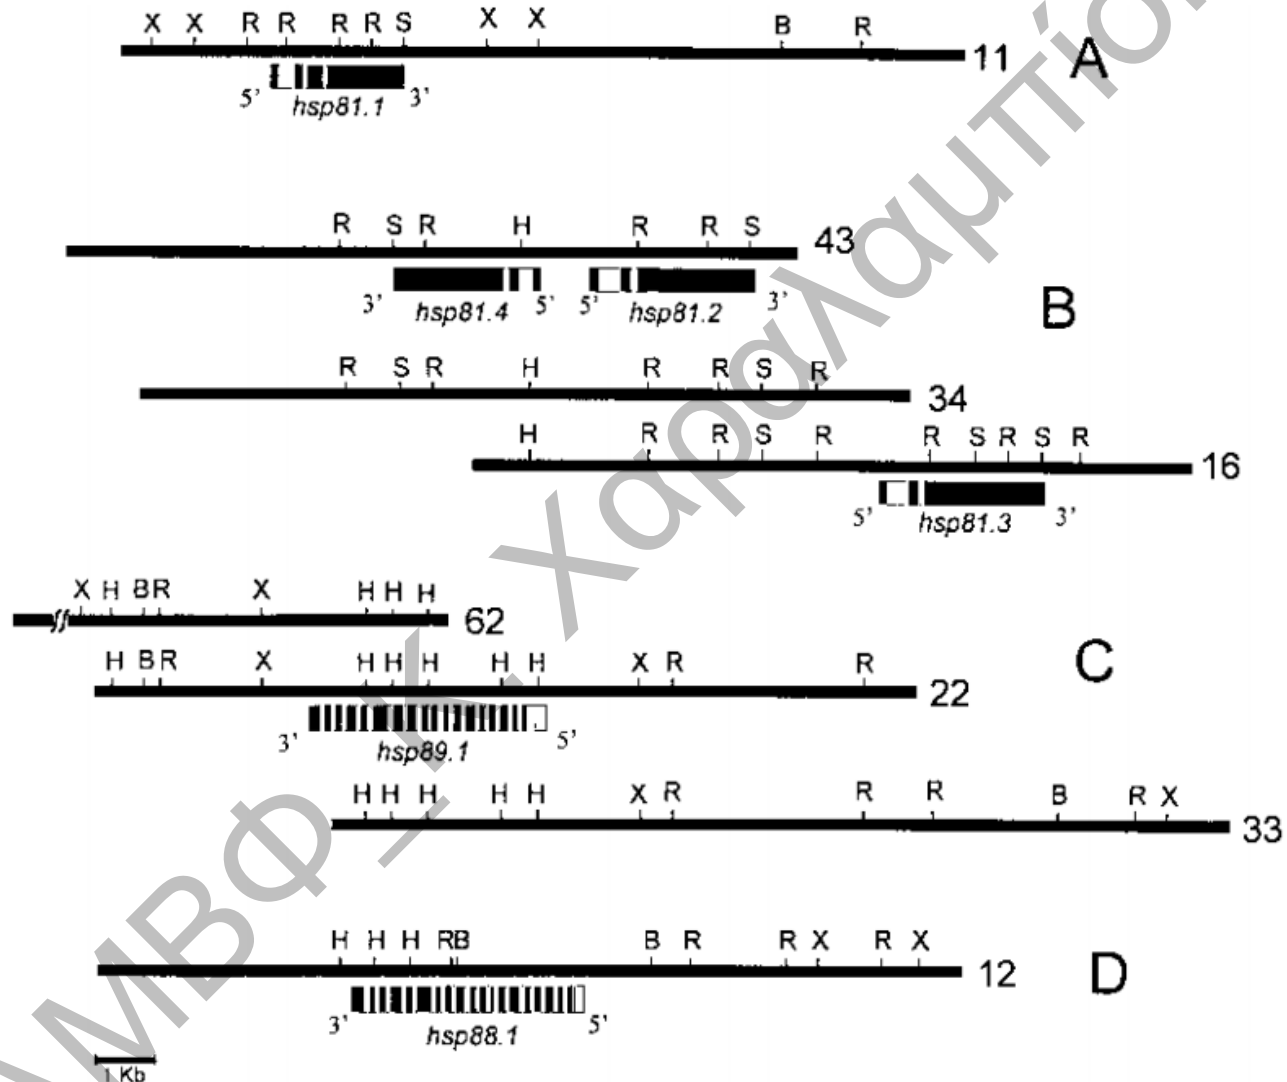 X X R R R R S X X B R
11 A
5' hsp81.1 3'
R S R H R R S
43
3' hsp81.4 5' 5' hsp81.2 3'
B
R S R H R R S R
34
H R R S R R S R S R
16
5' hsp81.3 3'
X H B R X H H H
62
C
H B R X H H H H H X R R
22
3' hsp89.1 5'
H H H H H X R R R B R X
33
H H H R B B R R X R X
12 D
3' hsp88.1 5'
1 Kb
ΜΒΦ_Κ. Χαραλαμπίο